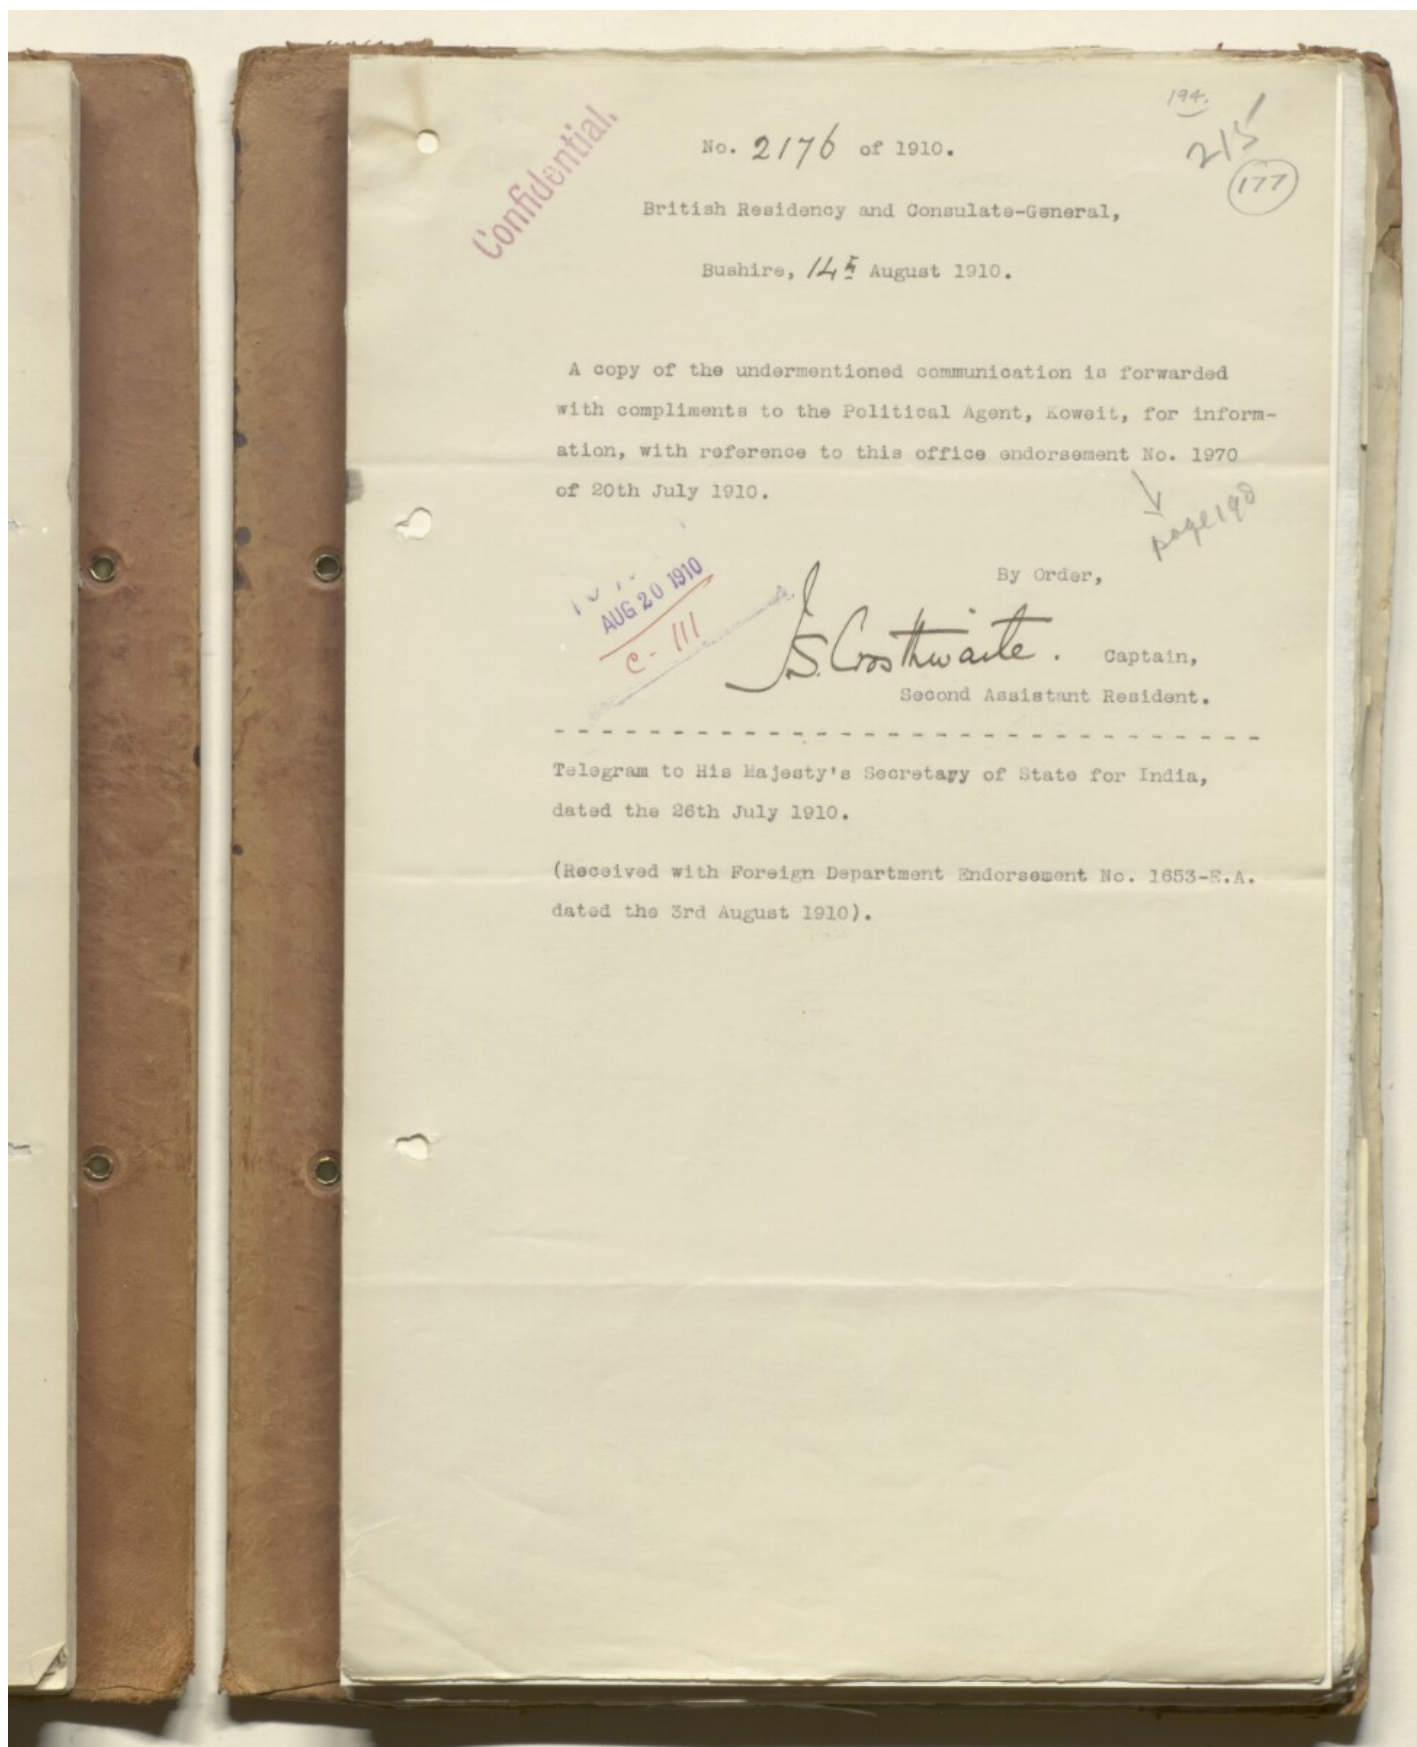 194.
215
177
Confidential.
No. 2176 of 1910.
British Residency and Consulate-General,
Bushire, 14th August 1910.
A copy of the undermentioned communication is forwarded
with compliments to the Political Agent, Koweit, for inform-
ation, with reference to this office endorsement No. 1970
of 20th July 1910.
page 190
AUG 20 1910
C - 111
By Order,
J.S. Crosthwaite. Captain,
Second Assistant Resident.
Telegram to His Majesty's Secretary of State for India,
dated the 26th July 1910.
(Received with Foreign Department Endorsement No. 1653-E.A.
dated the 3rd August 1910).